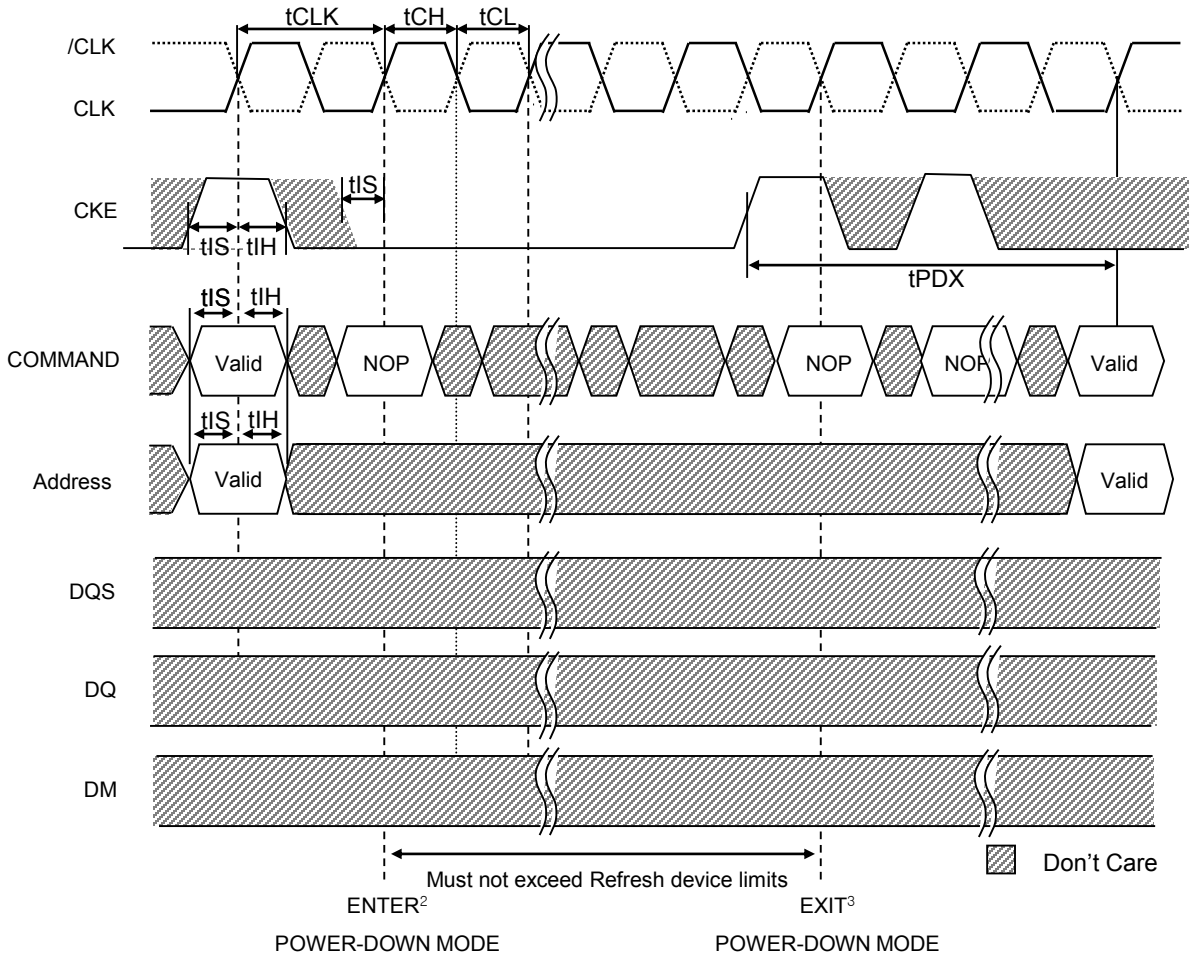 tCLK tCH tCL
/CLK
CLK
CKE
tIS
tIS tIH
tPDX
tIS tIH
COMMAND
Valid NOP NOP NOP Valid
tIS tIH
Address
Valid Valid
DQS
DQ
DM
Don't Care
Must not exceed Refresh device limits
ENTER² EXIT³
POWER-DOWN MODE POWER-DOWN MODE